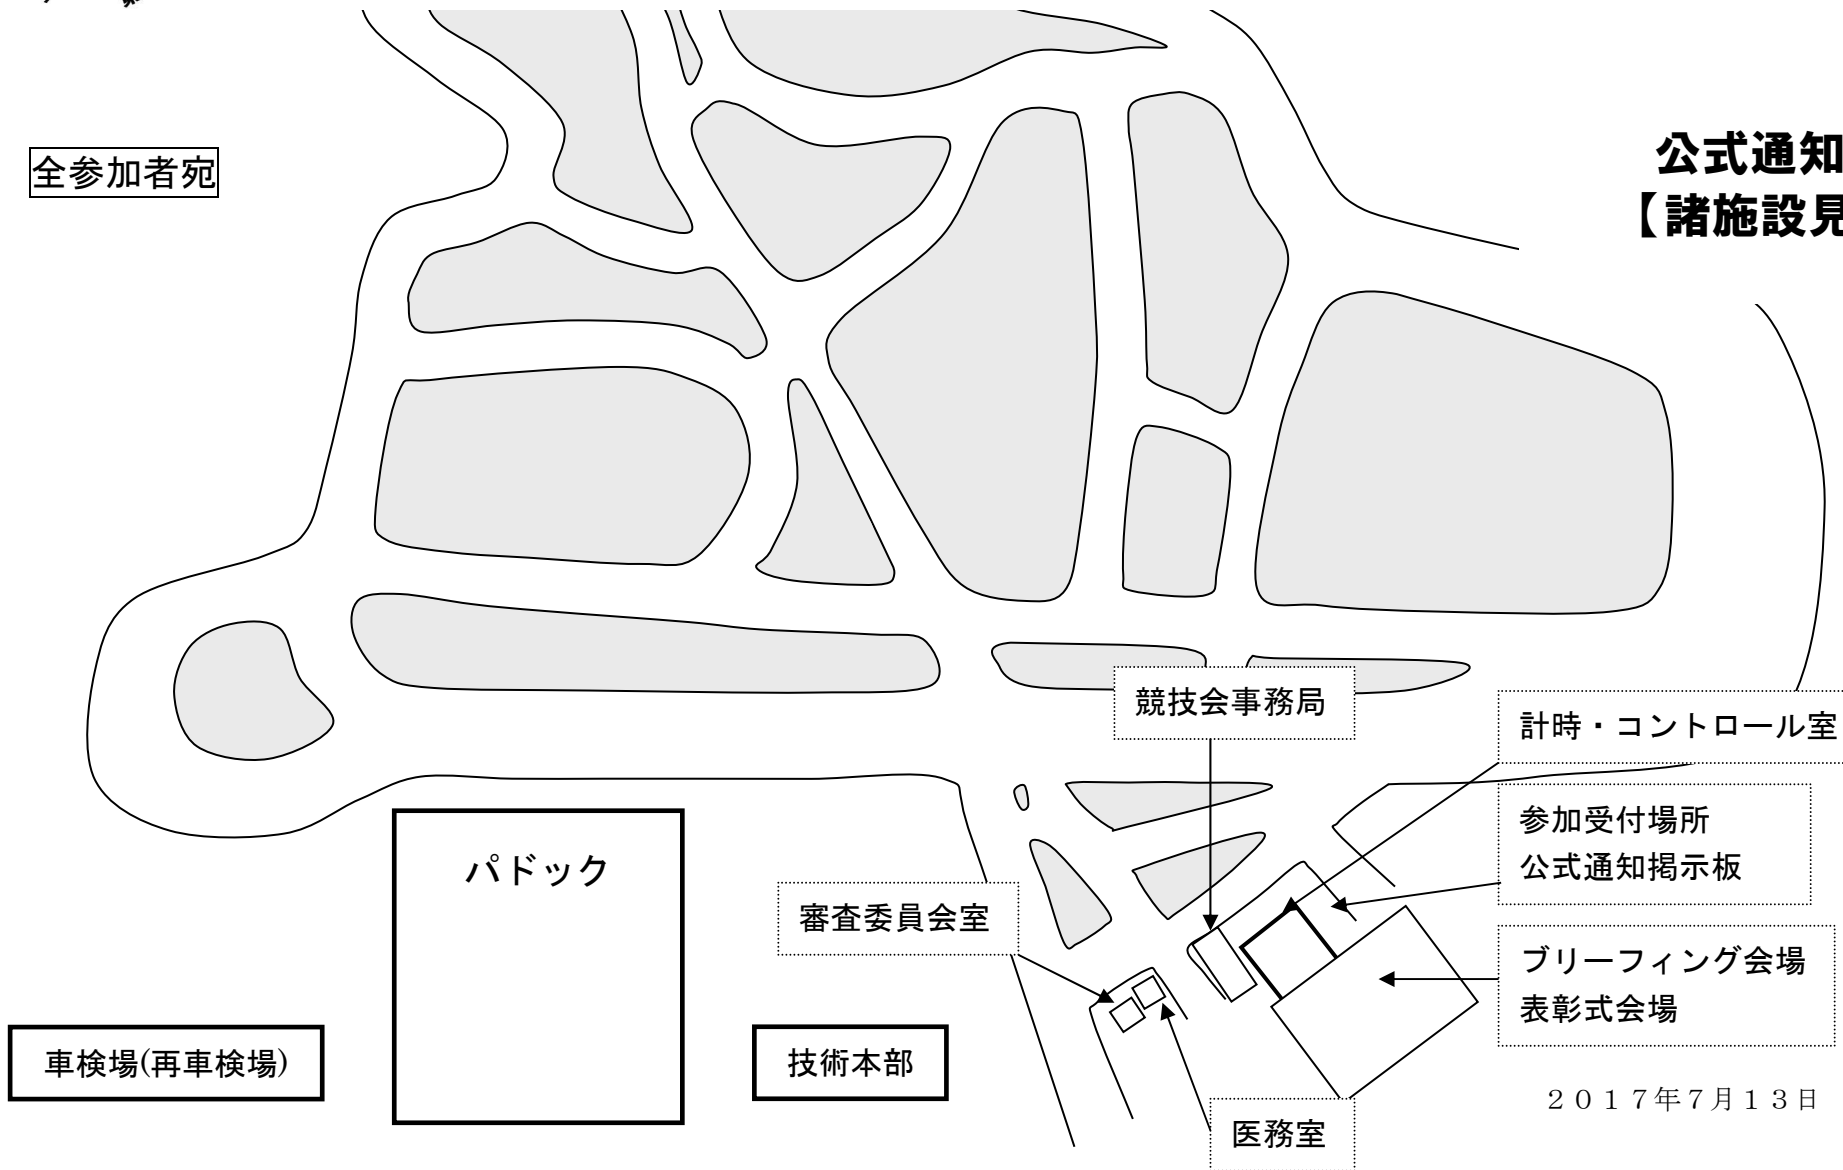 全参加者宛
公式通知
【諸施設見
競技会事務局
計時・コントロール室
参加受付場所
公式通知掲示板
パドック
審査委員会室
ブリーフィング会場
表彰式会場
車検場(再車検場)
技術本部
２０１７年７月１３日
医務室